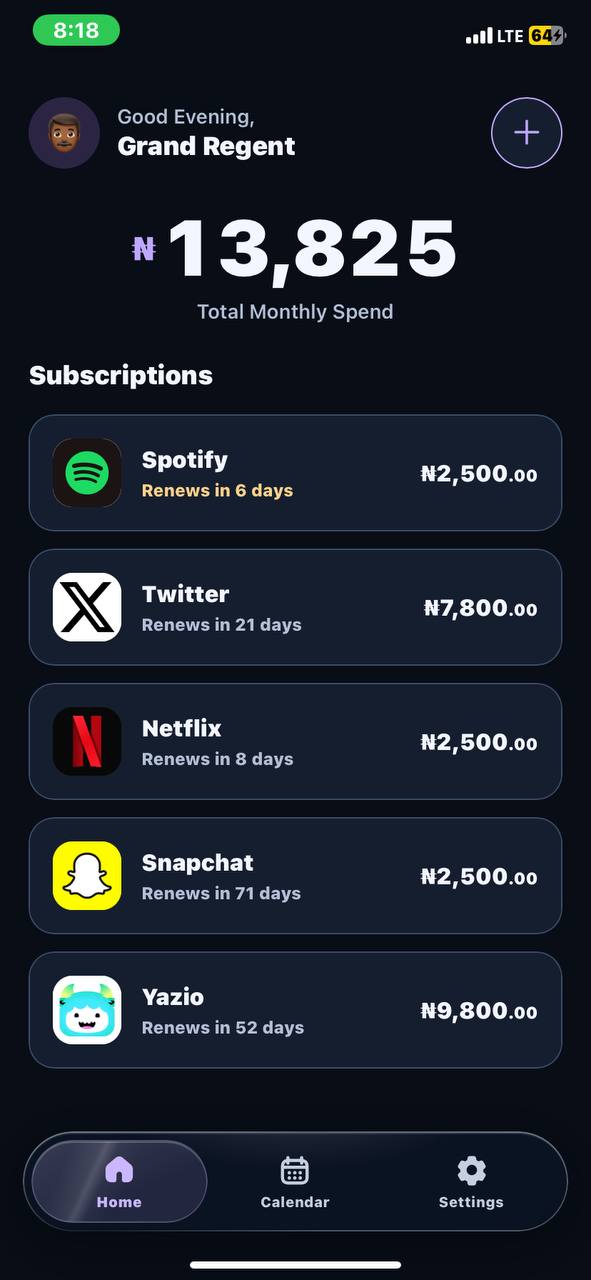 8:18
LTE 64
Good Evening,
Grand Regent
₦13,825
Total Monthly Spend
Subscriptions
Spotify
Renews in 6 days
₦2,500.00
Twitter
Renews in 21 days
₦7,800.00
Netflix
Renews in 8 days
₦2,500.00
Snapchat
Renews in 71 days
₦2,500.00
Yazio
Renews in 52 days
₦9,800.00
Home
Calendar
Settings